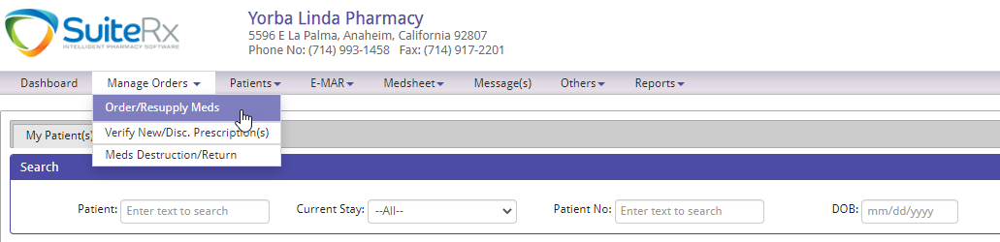 SuiteRx
INTELLIGENT PHARMACY SOFTWARE
Yorba Linda Pharmacy
5596 E La Palma, Anaheim, California 92807
Phone No: (714) 993-1458 Fax: (714) 917-2201
Dashboard Manage Orders Patients E-MAR Medsheet Message(s) Others Reports
Order/Resupply Meds
Verify New/Disc. Prescription(s)
Meds Destruction/Return
My Patient(s)
Search
Patient: Enter text to search Current Stay: --All-- Patient No: Enter text to search DOB: mm/dd/yyyy